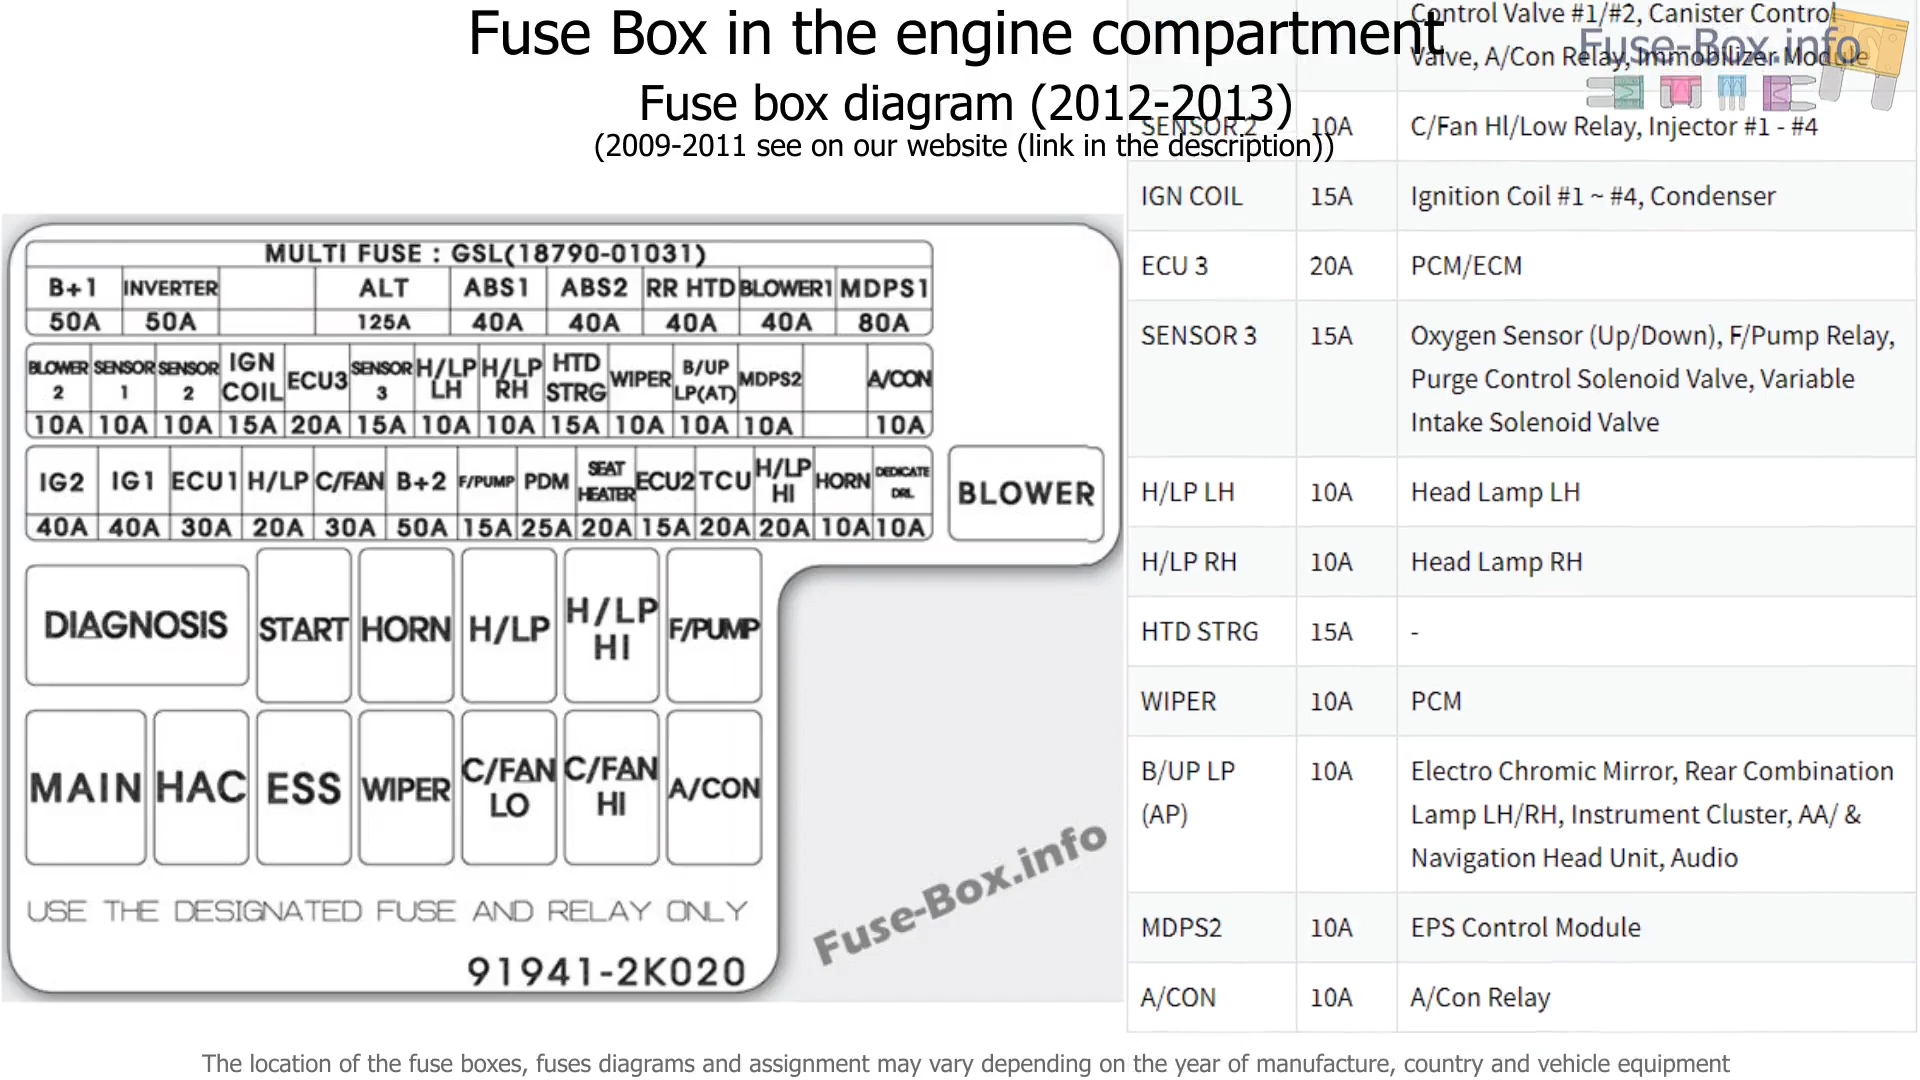 Fuse Box in the engine compartment
Fuse box diagram (2012-2013)
(2009-2011 see on our website (link in the description))
Fuse-Box.info
MULTI FUSE : GSL(18790-01031)
B+1 INVERTER ALT ABS1 ABS2 RR HTD BLOWER1 MDPS1
50A 50A 125A 40A 40A 40A 40A 80A
BLOWER 2 SENSOR 1 SENSOR 2 IGN COIL ECU3 SENSOR 3 H/LP LH H/LP RH HTD STRG WIPER B/UP LP(AT) MDPS2 A/CON
10A 10A 10A 15A 20A 15A 10A 10A 15A 10A 10A 10A 10A
IG2 IG1 ECU1 H/LP C/FAN B+2 F/PUMP PDM SEAT HEATER ECU2 TCU H/LP HI HORN DEDICATE DRL
40A 40A 30A 20A 30A 50A 15A 25A 20A 15A 20A 20A 10A 10A
BLOWER
DIAGNOSIS START HORN H/LP H/LP HI F/PUMP
MAIN HAC ESS WIPER C/FAN LO C/FAN HI A/CON
USE THE DESIGNATED FUSE AND RELAY ONLY
91941-2K020
Fuse-Box.info
Control Valve #1/#2, Canister Control
Valve, A/Con Relay, Immobilizer Module
SENSOR 2 10A C/Fan Hl/Low Relay, Injector #1 - #4
IGN COIL 15A Ignition Coil #1 ~ #4, Condenser
ECU 3 20A PCM/ECM
SENSOR 3 15A Oxygen Sensor (Up/Down), F/Pump Relay,
Purge Control Solenoid Valve, Variable
Intake Solenoid Valve
H/LP LH 10A Head Lamp LH
H/LP RH 10A Head Lamp RH
HTD STRG 15A -
WIPER 10A PCM
B/UP LP 10A Electro Chromic Mirror, Rear Combination
(AP) Lamp LH/RH, Instrument Cluster, AA/ &
Navigation Head Unit, Audio
MDPS2 10A EPS Control Module
A/CON 10A A/Con Relay
The location of the fuse boxes, fuses diagrams and assignment may vary depending on the year of manufacture, country and vehicle equipment